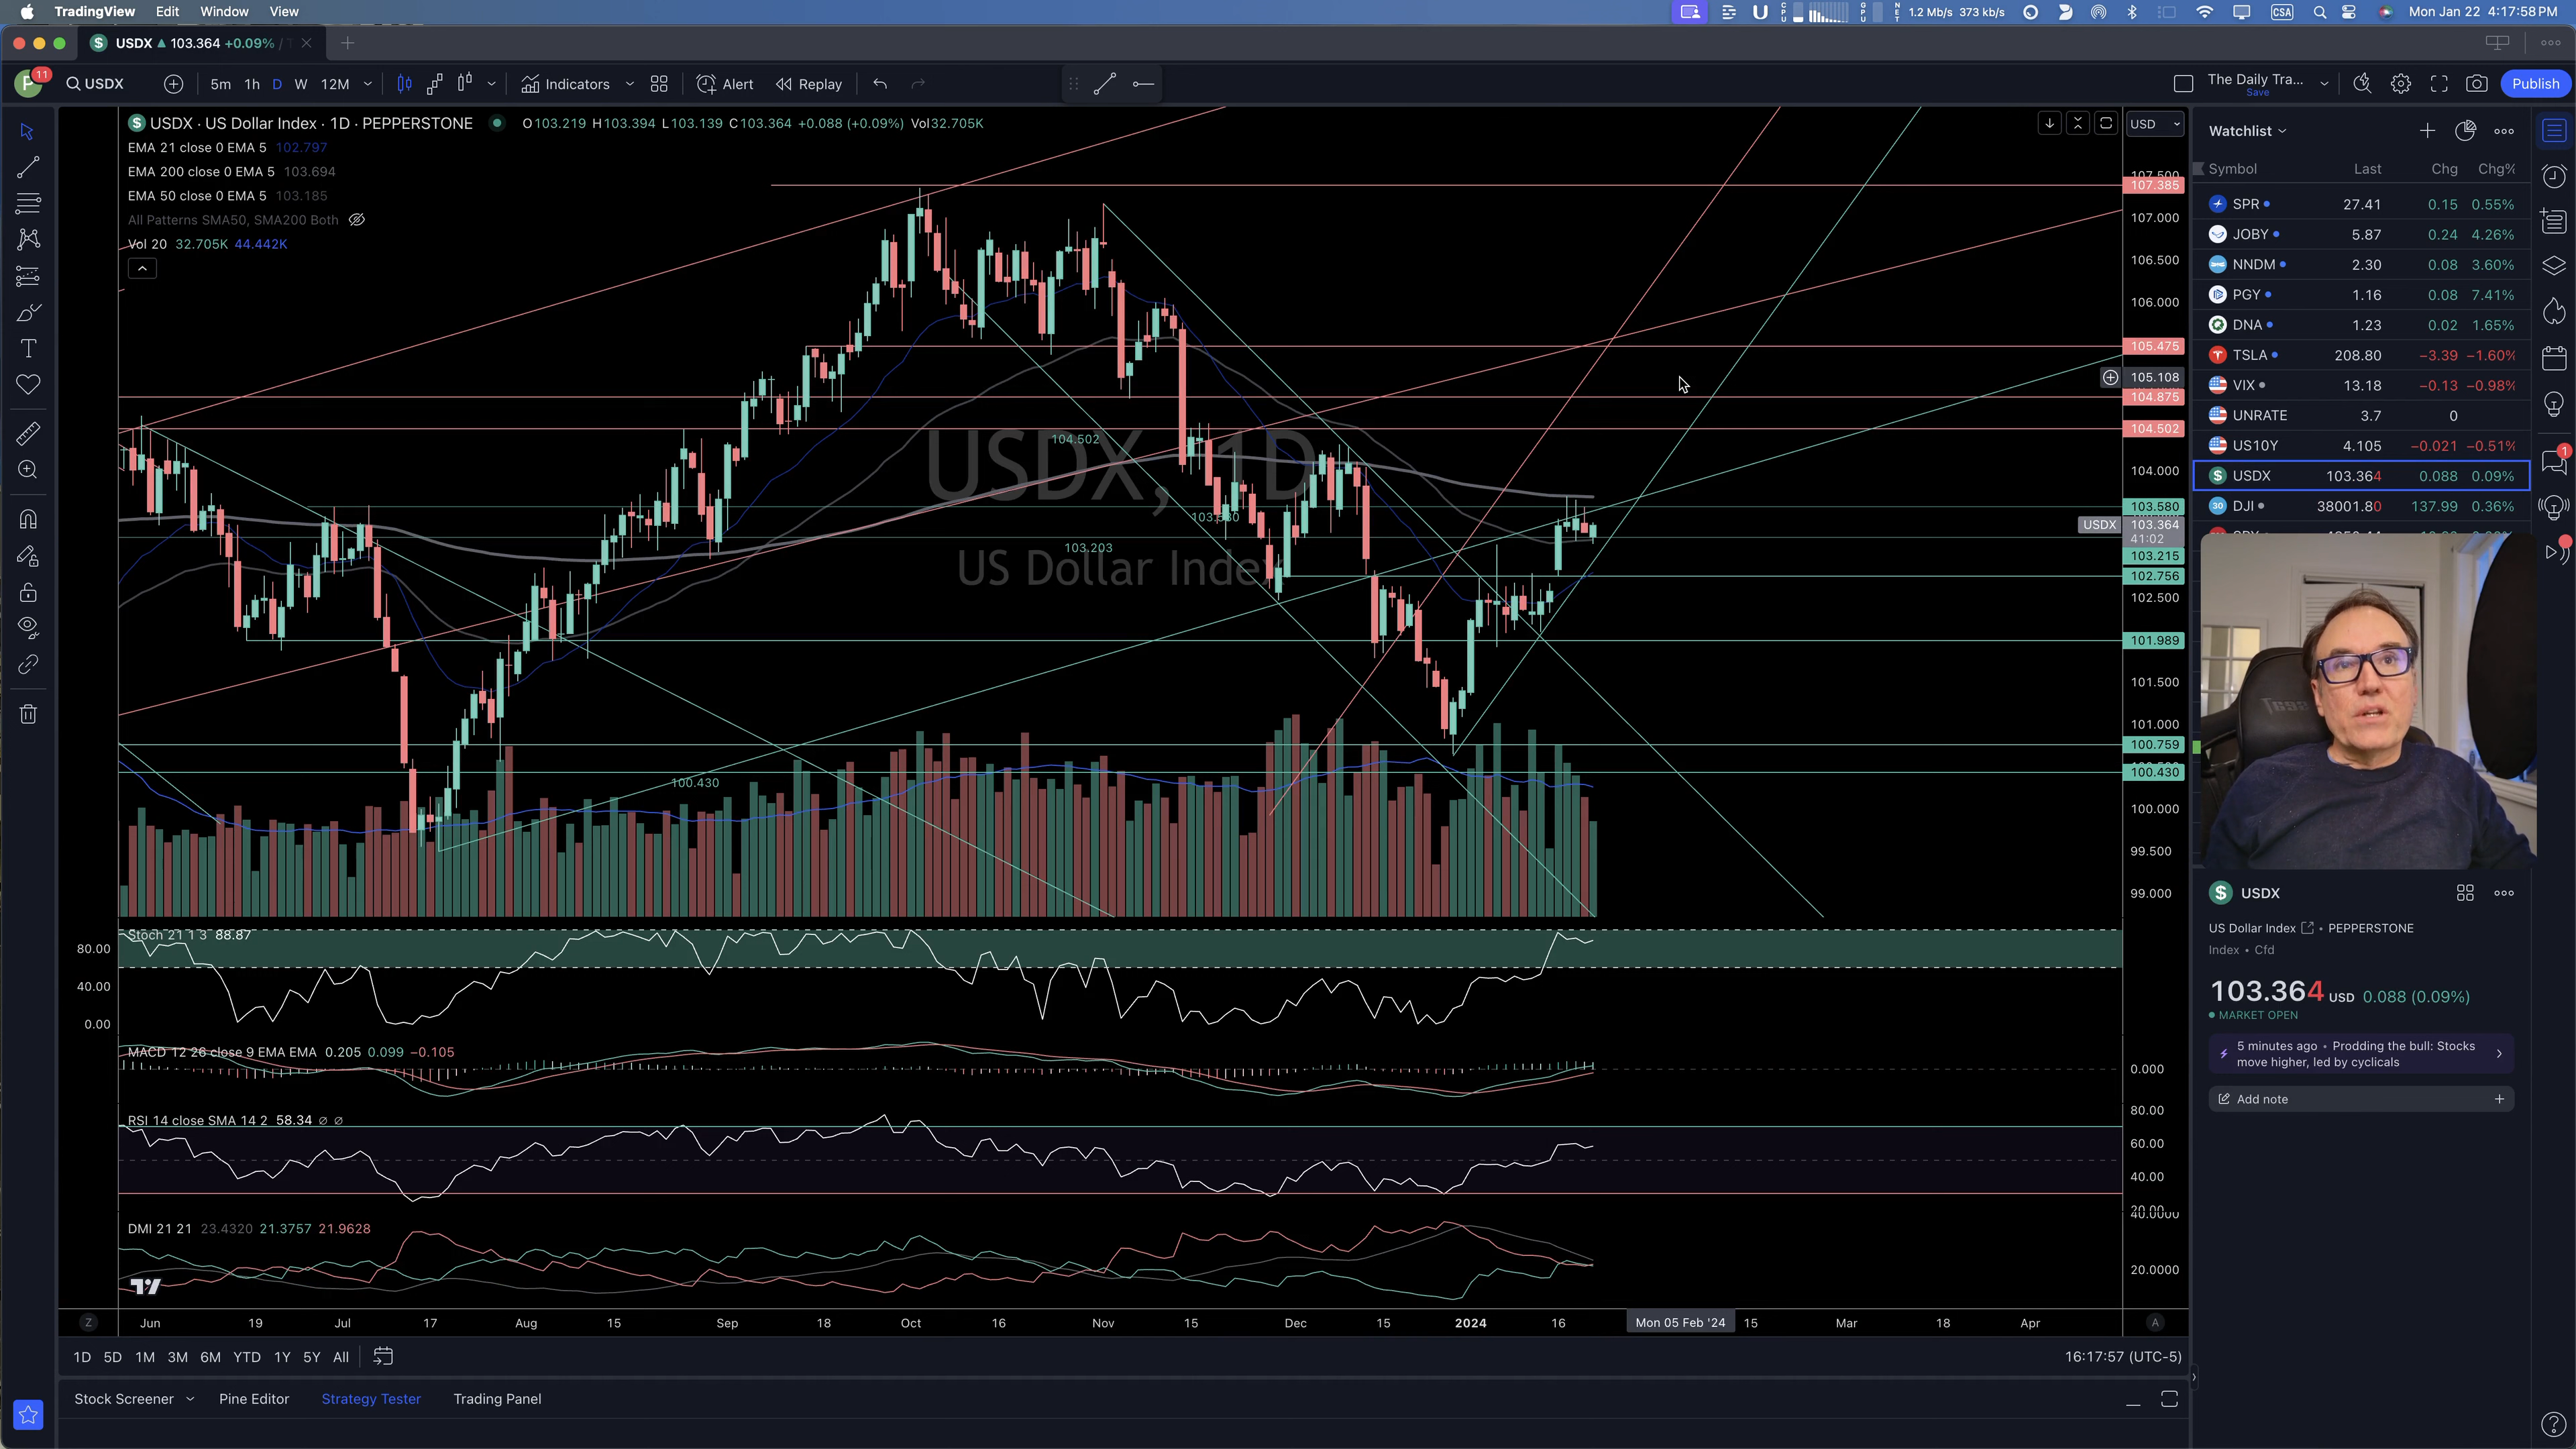 TradingView Edit Window View
1.2 Mb/s 373 kb/s CSA Mon Jan 22 4:17:58 PM
USDX 103.364 +0.09% / T
P 11 USDX 5m 1h D W 12M Indicators Alert Replay The Daily Tra... Save Publish
USDX · US Dollar Index · 1D · PEPPERSTONE O103.219 H103.394 L103.139 C103.364 +0.088 (+0.09%) Vol32.705K
EMA 21 close 0 EMA 5 102.797
EMA 200 close 0 EMA 5 103.694
EMA 50 close 0 EMA 5 103.185
All Patterns SMA50, SMA200 Both
Vol 20 32.705K 44.442K
USDX, 1D
US Dollar Index
104.502
103.203
100.430
USD
107.385
107.000
106.500
106.000
105.475
105.108
104.875
104.502
104.000
103.580
USDX 103.364
41:02
103.215
102.756
102.500
101.989
101.500
101.000
100.759
100.430
100.000
99.500
99.000
Stoch 21 1 3 88.87
80.00
40.00
0.00
MACD 12 26 close 9 EMA EMA 0.205 0.099 −0.105
0.000
RSI 14 close SMA 14 2 58.34 ∅ ∅
80.00
60.00
40.00
DMI 21 21 23.4320 21.3757 21.9628
20.0000
Z Jun 19 Jul 17 Aug 15 Sep 18 Oct 16 Nov 15 Dec 15 2024 16 Mon 05 Feb '24 15 Mar 18 Apr A
1D 5D 1M 3M 6M YTD 1Y 5Y All 16:17:57 (UTC-5)
Stock Screener Pine Editor Strategy Tester Trading Panel
Watchlist
Symbol Last Chg Chg%
SPR 27.41 0.15 0.55%
JOBY 5.87 0.24 4.26%
NNDM 2.30 0.08 3.60%
PGY 1.16 0.08 7.41%
DNA 1.23 0.02 1.65%
TSLA 208.80 −3.39 −1.60%
VIX 13.18 −0.13 −0.98%
UNRATE 3.7 0
US10Y 4.105 −0.021 −0.51%
USDX 103.364 0.088 0.09%
DJI 38001.80 137.99 0.36%
USDX
US Dollar Index • PEPPERSTONE
Index • Cfd
103.364 USD 0.088 (0.09%)
MARKET OPEN
5 minutes ago • Prodding the bull: Stocks
move higher, led by cyclicals
Add note